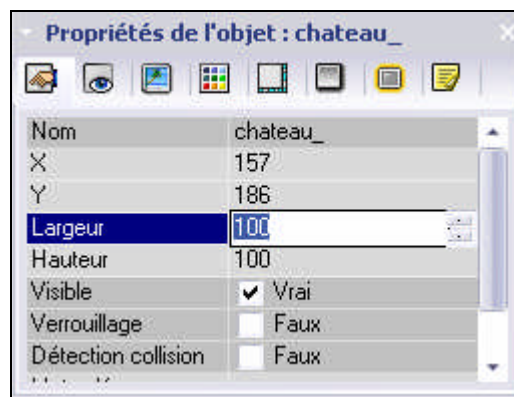 Propriétés de l'objet : chateau_
Nom chateau_
X 157
Y 186
Largeur 100
Hauteur 100
Visible Vrai
Verrouillage Faux
Détection collision Faux